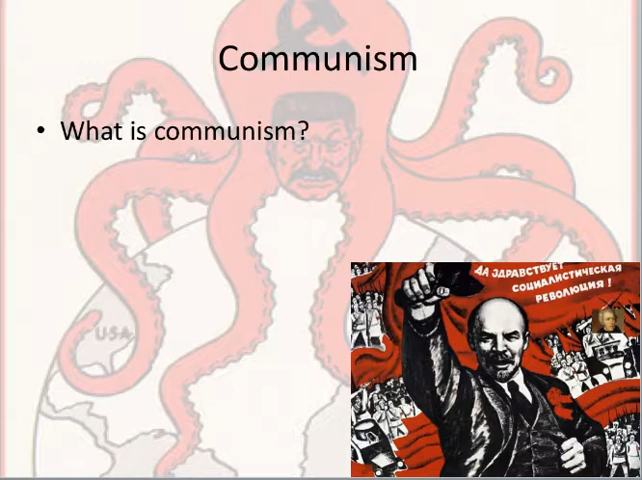 Communism
• What is communism?
USA
ДА ЗДРАВСТВУЕТ
СОЦИАЛИСТИЧЕСКАЯ
РЕВОЛЮЦИЯ!